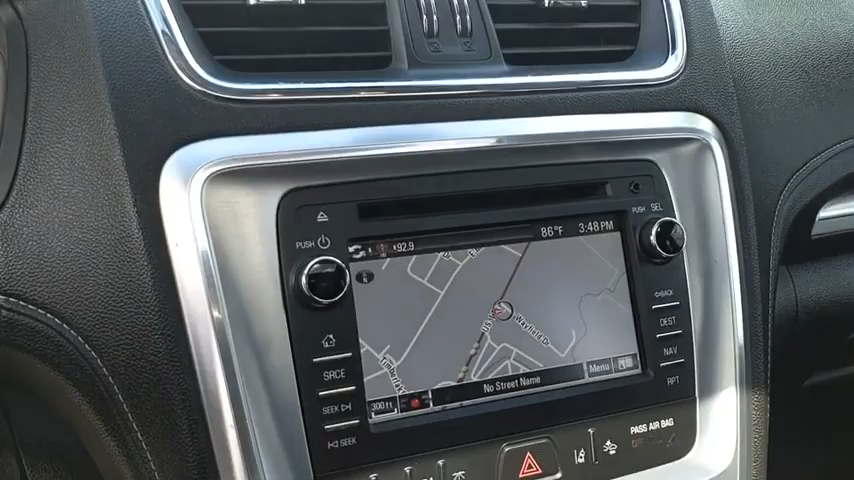 PUSH
SEL
PUSH
92.9
86°F
3:48 PM
BACK
DEST
NAV
RPT
SRCE
SEEK
SEEK
Wayfield Dr.
300 ft
No Street Name
Menu
PASS AIR BAG